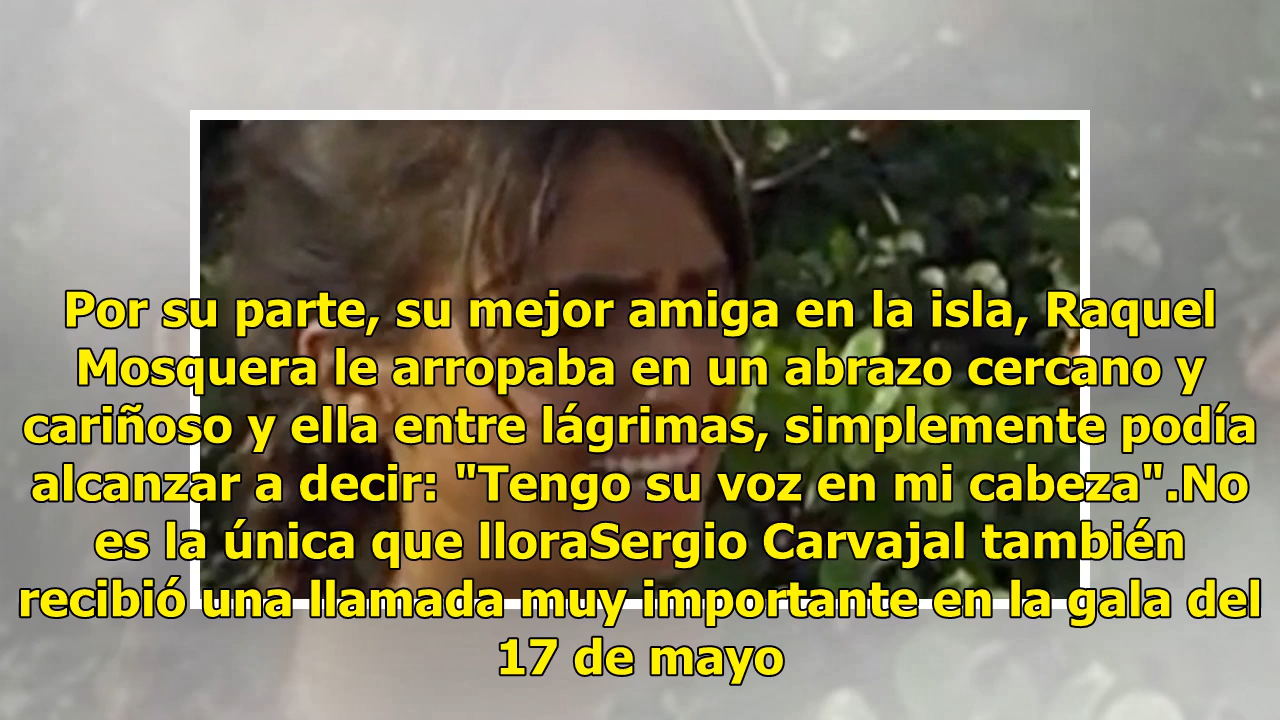 Por su parte, su mejor amiga en la isla, Raquel
Mosquera le arropaba en un abrazo cercano y
cariñoso y ella entre lágrimas, simplemente podía
alcanzar a decir: "Tengo su voz en mi cabeza".No
es la única que lloraSergio Carvajal también
recibió una llamada muy importante en la gala del
17 de mayo